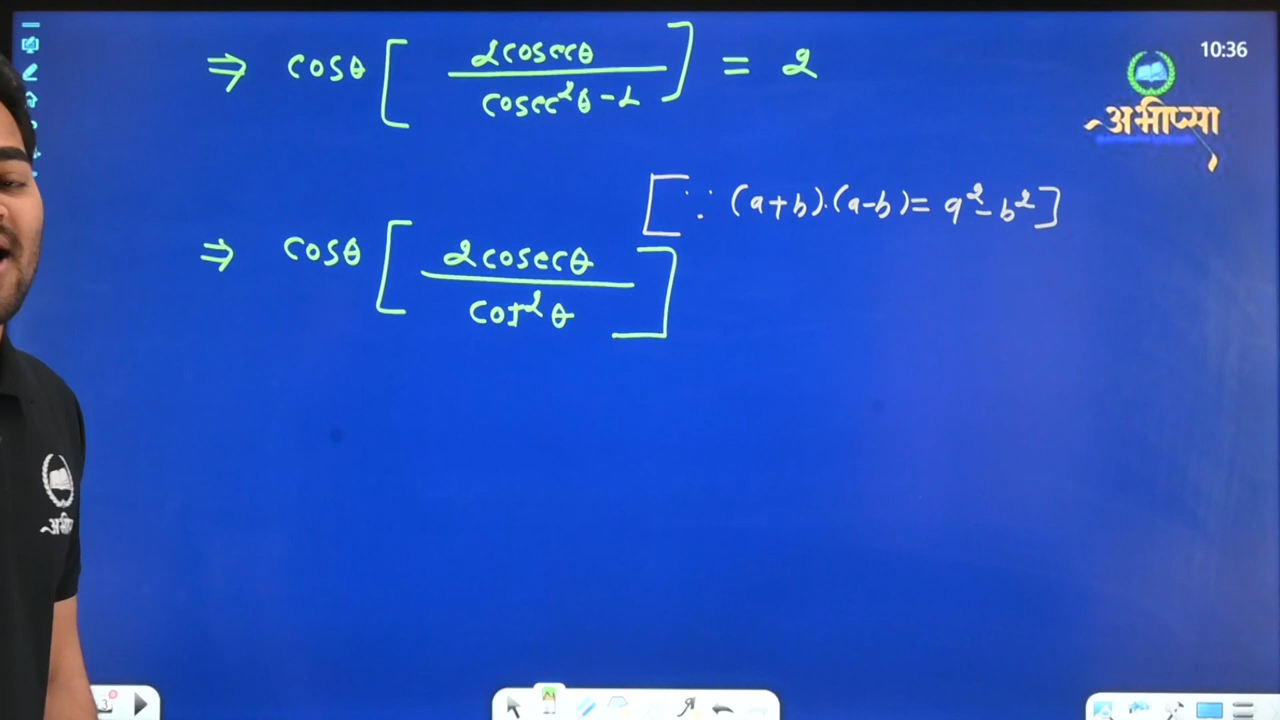 10:36
⇒ cosθ [ 2cosecθ / cosec²θ-1 ] = 2
अभीप्सा
[∵ (a+b).(a-b)= a²-b²]
⇒ cosθ [ 2cosecθ / cot²θ ]